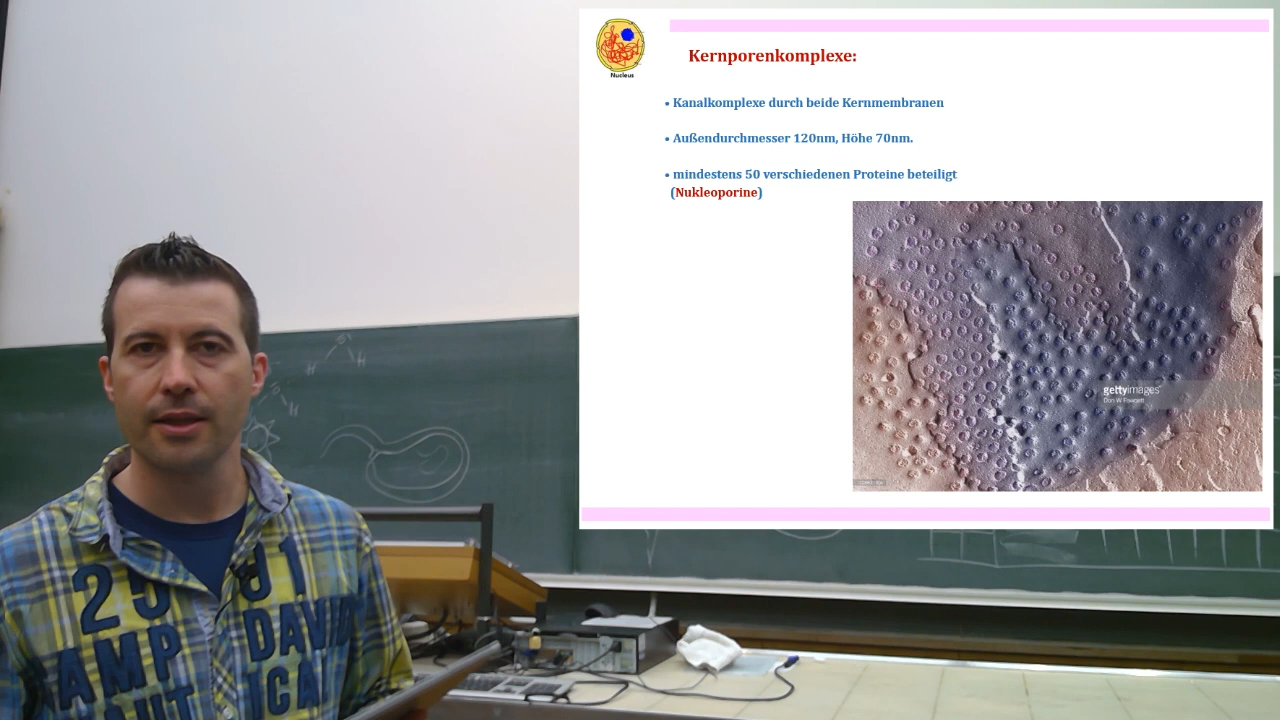 Nucleus
Kernporenkomplexe:
• Kanalkomplexe durch beide Kernmembranen
• Außendurchmesser 120nm, Höhe 70nm.
• mindestens 50 verschiedenen Proteine beteiligt
(Nukleoporine)
gettyimages
Don W Fawcett
H
H
H
DAVID